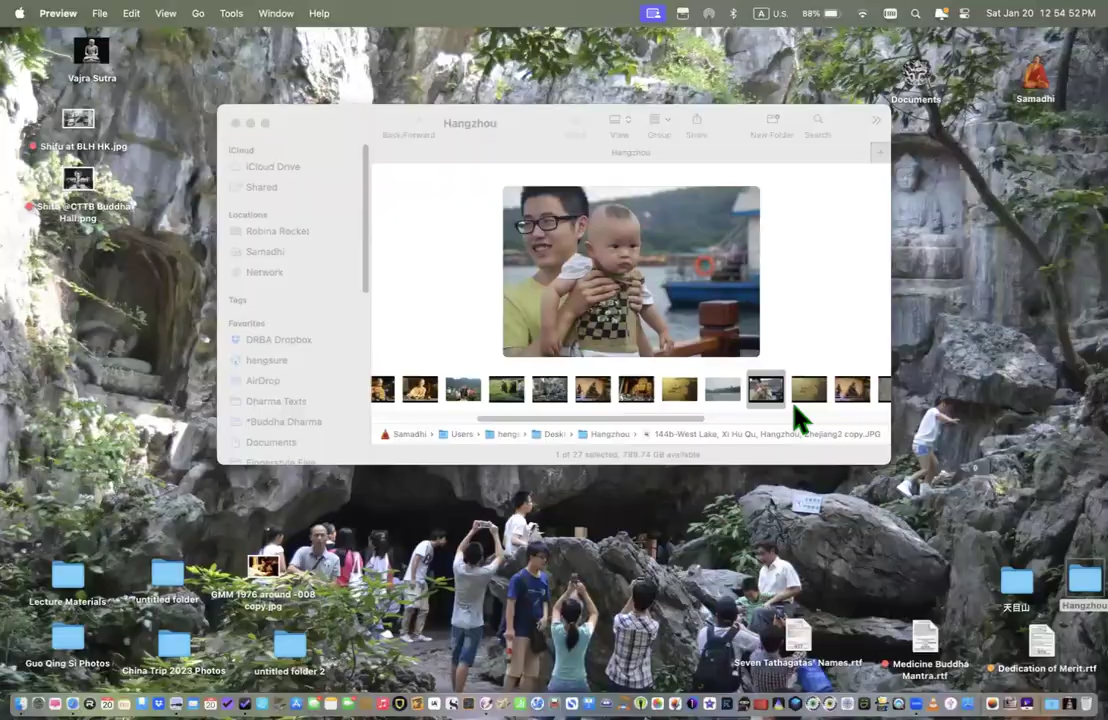 Preview File Edit View Go Tools Window Help
A U.S. 88% Sat Jan 20 12 54 52 PM
Vajra Sutra
Shifu at BLH HK.jpg
Shifu @CTTB Buddha
Hall.png
Documents
Samadhi
Hangzhou
Back/Forward View Group Share New Folder Search
Hangzhou
iCloud
iCloud Drive
Shared
Locations
Robina Rocket
Samadhi
Network
Tags
Favorites
DRBA Dropbox
hengsure
AirDrop
Dharma Texts
*Buddha Dharma
Documents
Fingerstyle Five
Samadhi › Users › heng › Desk › Hangzhou › 144b-West Lake, Xi Hu Qu, Hangzhou, Zhejiang2 copy.JPG
1 of 27 selected, 789.74 GB available
Lecture Materials
untitled folder
GMM 1976 around -008
copy.jpg
天目山
Hangzhou
Guo Qing Si Photos
China Trip 2023 Photos
untitled folder 2
Seven Tathagatas' Names.rtf
Medicine Buddha
Mantra.rtf
Dedication of Merit.rtf